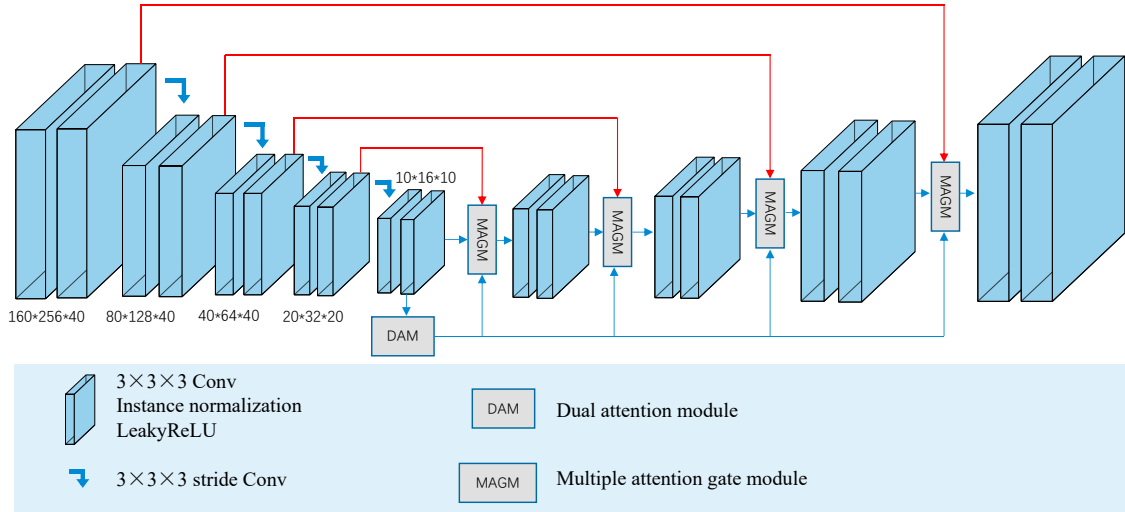 10*16*10
MAGM
MAGM
MAGM
MAGM
160*256*40
80*128*40
40*64*40
20*32*20
DAM
3×3×3 Conv
Instance normalization
LeakyReLU
DAM
Dual attention module
3×3×3 stride Conv
MAGM
Multiple attention gate module